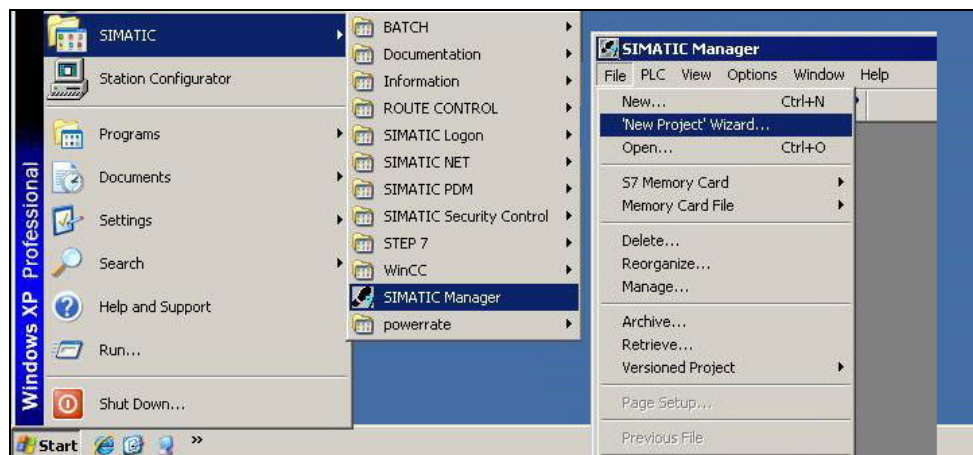 Windows XP Professional
SIMATIC
Station Configurator
Programs
Documents
Settings
Search
Help and Support
Run...
Shut Down...
Start
»
BATCH
Documentation
Information
ROUTE CONTROL
SIMATIC Logon
SIMATIC NET
SIMATIC PDM
SIMATIC Security Control
STEP 7
WinCC
SIMATIC Manager
powerrate
SIMATIC Manager
File PLC View Options Window Help
New... Ctrl+N
'New Project' Wizard...
Open... Ctrl+O
S7 Memory Card
Memory Card File
Delete...
Reorganize...
Manage...
Archive...
Retrieve...
Versioned Project
Page Setup...
Previous File